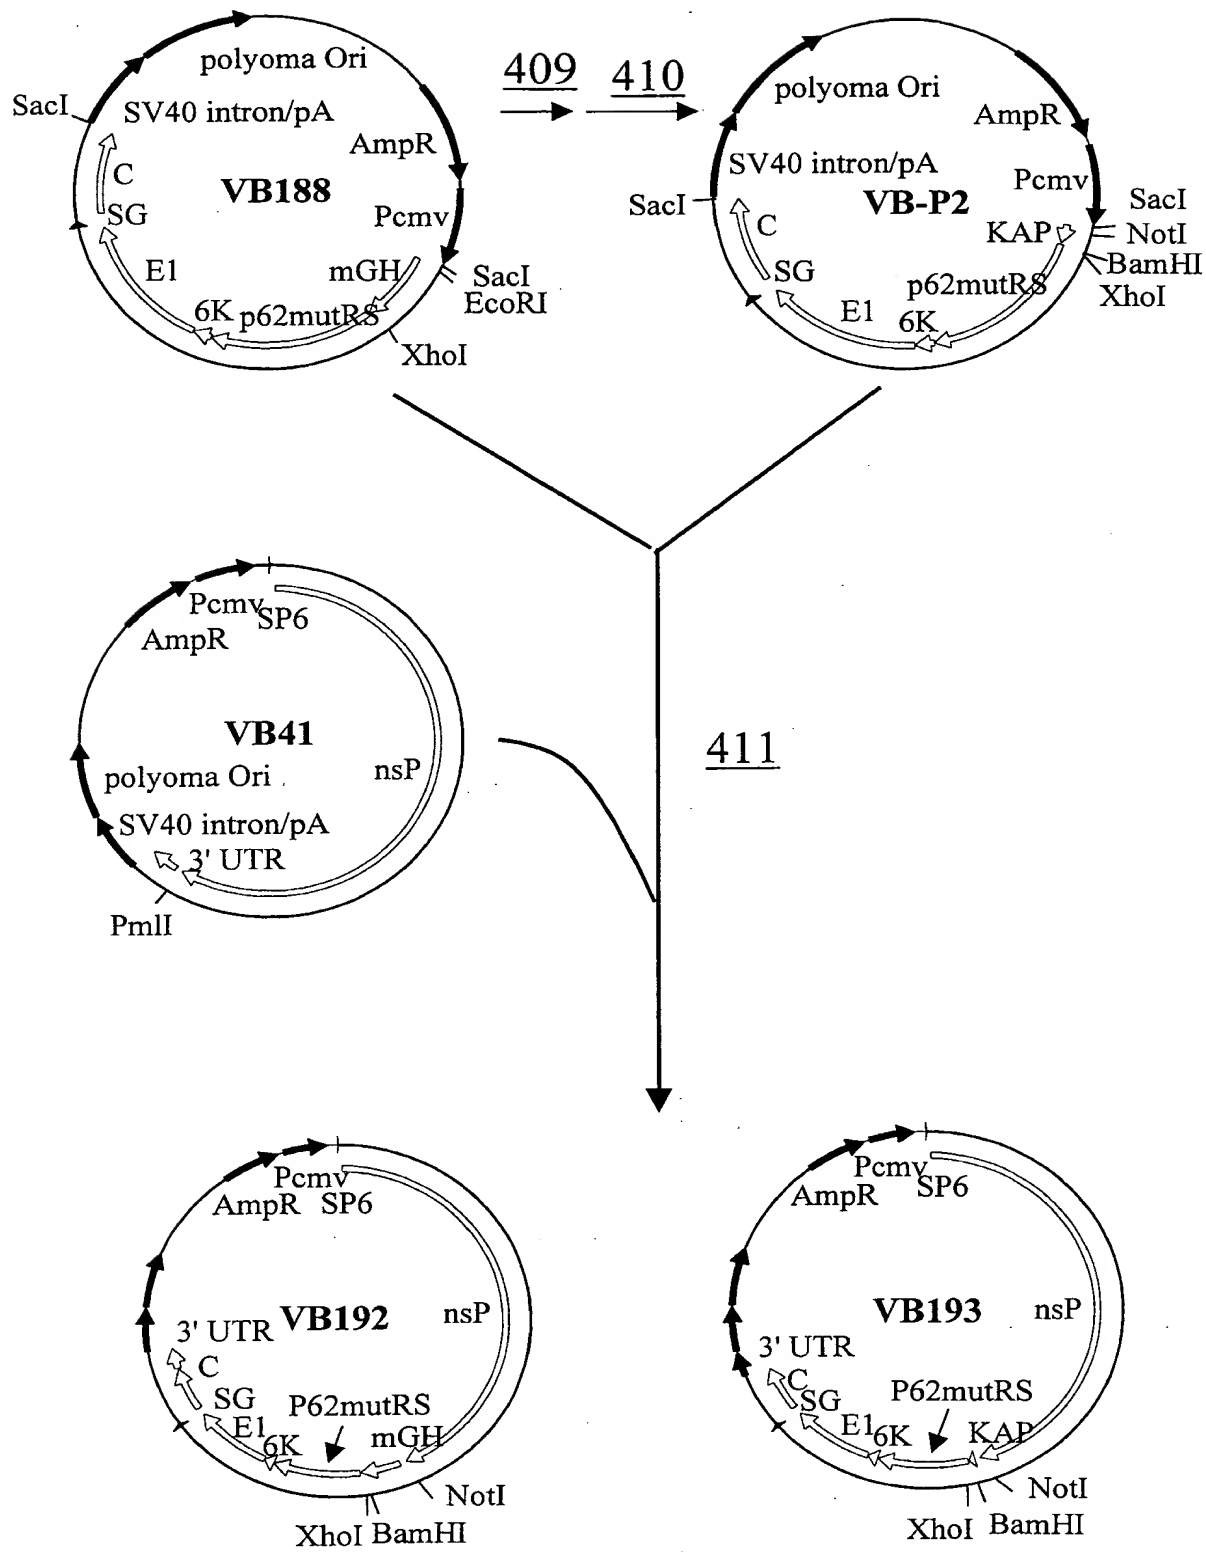 polyoma Ori
SacI
SV40 intron/pA
AmpR
C
VB188
SG
Pcmv
E1
mGH
SacI
EcoRI
6K
p62mutRS
XhoI
409
410
polyoma Ori
AmpR
SV40 intron/pA
Pcmv
SacI
VB-P2
SacI
C
KAP
NotI
SG
BamHI
p62mutRS
XhoI
E1
6K
Pcmv
SP6
AmpR
VB41
polyoma Ori
nsP
SV40 intron/pA
3' UTR
PmlI
411
Pcmv
AmpR
SP6
VB192
nsP
3' UTR
C
SG
P62mutRS
E1
6K
mGH
NotI
XhoI
BamHI
Pcmv
AmpR
SP6
VB193
nsP
3' UTR
C
SG
P62mutRS
E1
6K
KAP
NotI
XhoI
BamHI